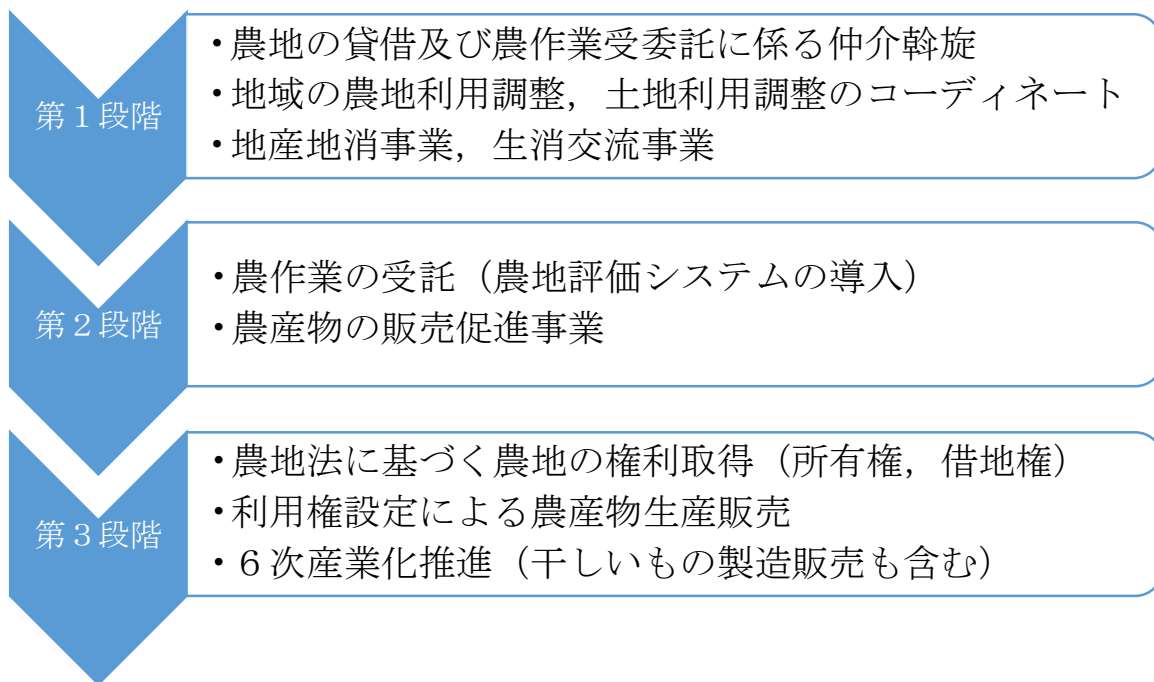 第１段階
・農地の貸借及び農作業受委託に係る仲介斡旋
・地域の農地利用調整，土地利用調整のコーディネート
・地産地消事業，生消交流事業
第２段階
・農作業の受託（農地評価システムの導入）
・農産物の販売促進事業
第３段階
・農地法に基づく農地の権利取得（所有権，借地権）
・利用権設定による農産物生産販売
・６次産業化推進（干しいもの製造販売も含む）